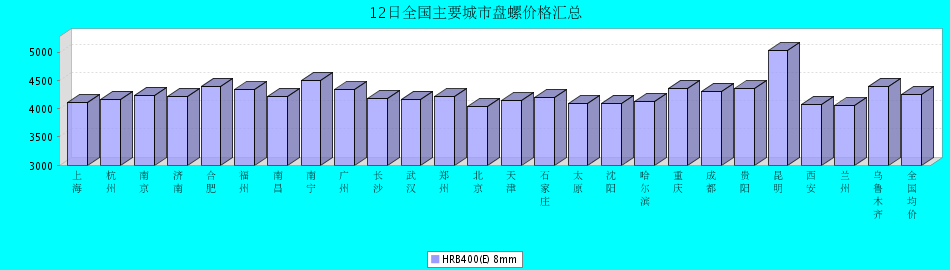 12日全国主要城市盘螺价格汇总
5000
4500
4000
3500
3000
上海
杭州
南京
济南
合肥
福州
南昌
南宁
广州
长沙
武汉
郑州
北京
天津
石家庄
太原
沈阳
哈尔滨
重庆
成都
贵阳
昆明
西安
兰州
乌鲁木齐
全国均价
HRB400(E) 8mm